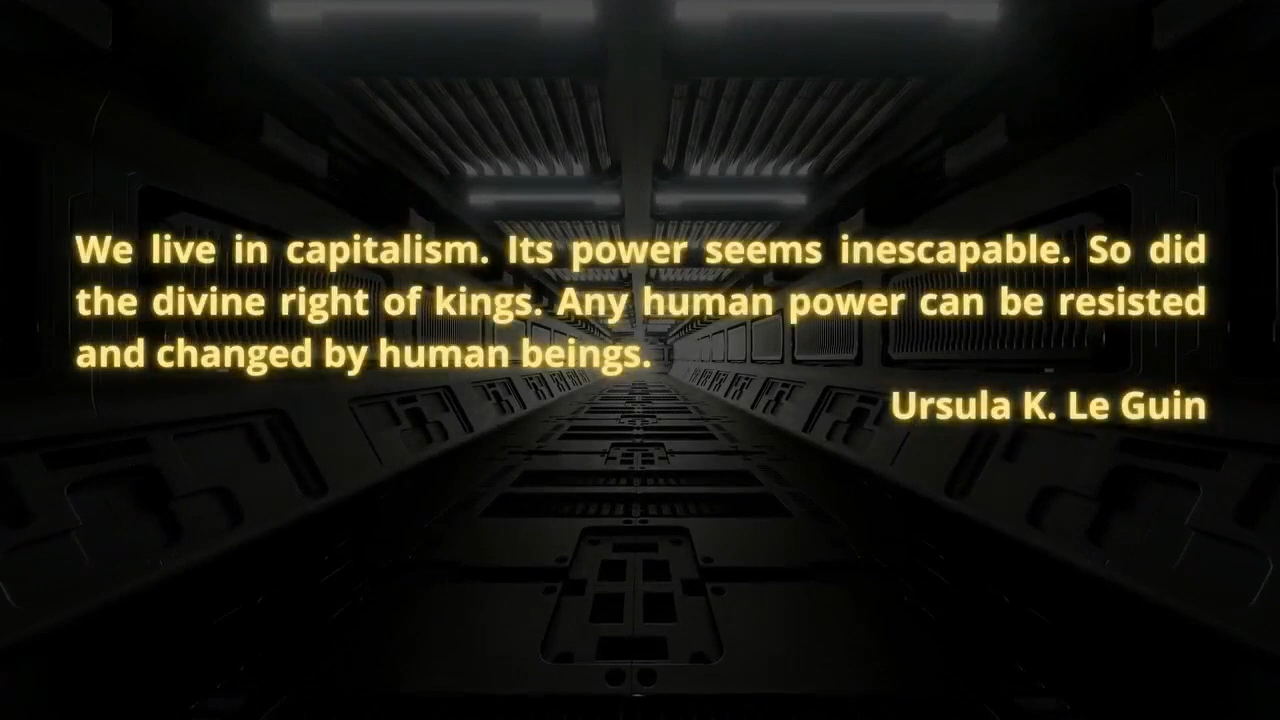 We live in capitalism. Its power seems inescapable. So did
the divine right of kings. Any human power can be resisted
and changed by human beings.
Ursula K. Le Guin